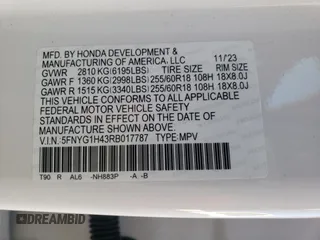 MFD. BY HONDA DEVELOPMENT &
MANUFACTURING OF AMERICA, LLC 11/'23
GVWR 2810 KG(6195LBS) TIRE SIZE RIM SIZE
GAWR F 1360 KG(2998LBS) 255/60R18 108H 18X8.0J
GAWR R 1515 KG(3340LBS) 255/60R18 108H 18X8.0J
THIS VEHICLE CONFORMS TO ALL APPLICABLE
FEDERAL MOTOR VEHICLE SAFETY
STANDARDS IN EFFECT ON THE DATE OF
MANUFACTURE SHOWN ABOVE.
V.I.N.:5FNYG1H43RB017787 TYPE:MPV
T90 R AL6 -NH883P -A -B
CREDAMBID